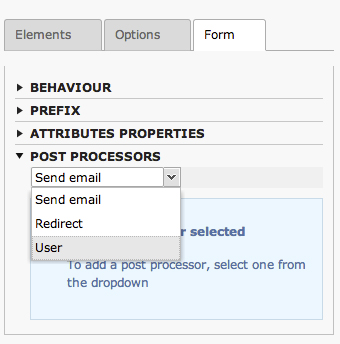 Elements Options Form
BEHAVIOUR
PREFIX
ATTRIBUTES PROPERTIES
POST PROCESSORS
Send email
Send email
Redirect
User
selected
To add a post processor, select one from
the dropdown